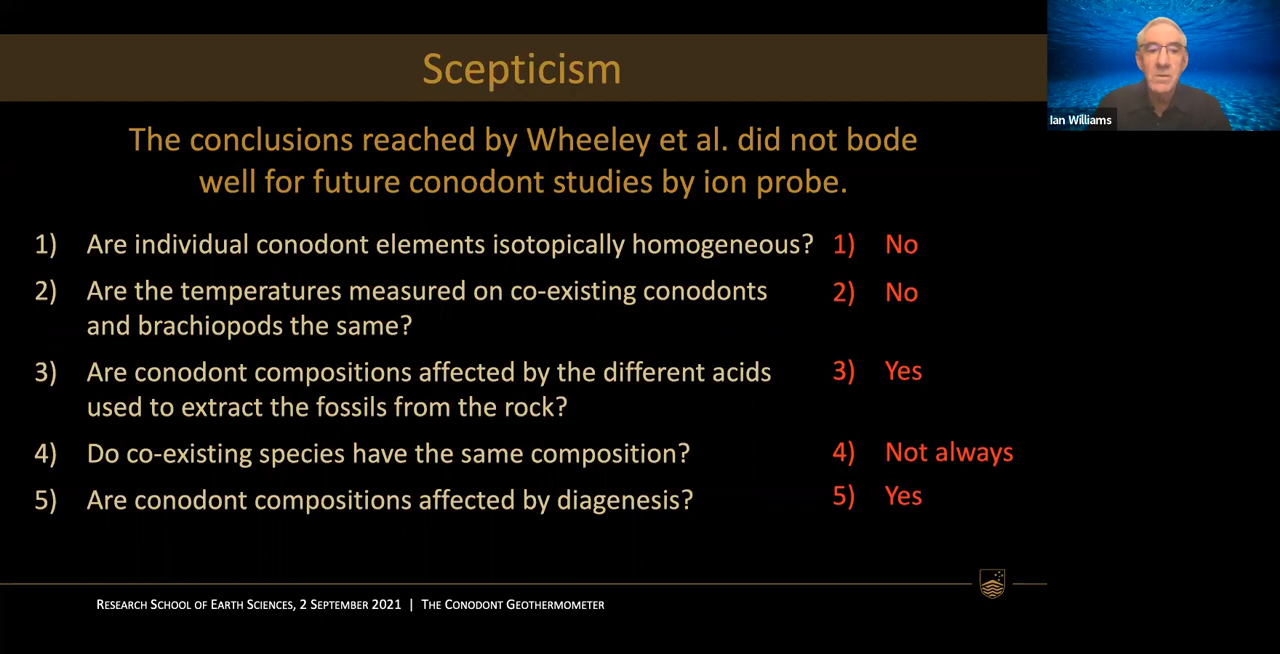 Scepticism
Ian Williams
The conclusions reached by Wheeley et al. did not bode
well for future conodont studies by ion probe.
1) Are individual conodont elements isotopically homogeneous? 1) No
2) Are the temperatures measured on co-existing conodonts 2) No
and brachiopods the same?
3) Are conodont compositions affected by the different acids 3) Yes
used to extract the fossils from the rock?
4) Do co-existing species have the same composition? 4) Not always
5) Are conodont compositions affected by diagenesis? 5) Yes
RESEARCH SCHOOL OF EARTH SCIENCES, 2 SEPTEMBER 2021 | THE CONODONT GEOTHERMOMETER